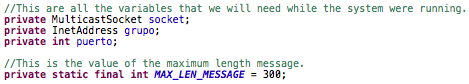 //This are all the variables that we will need while the system were running.
private MulticastSocket socket;
private InetAddress grupo;
private int puerto;
//This is the value of the maximum length message.
private static final int MAX_LEN_MESSAGE = 300;